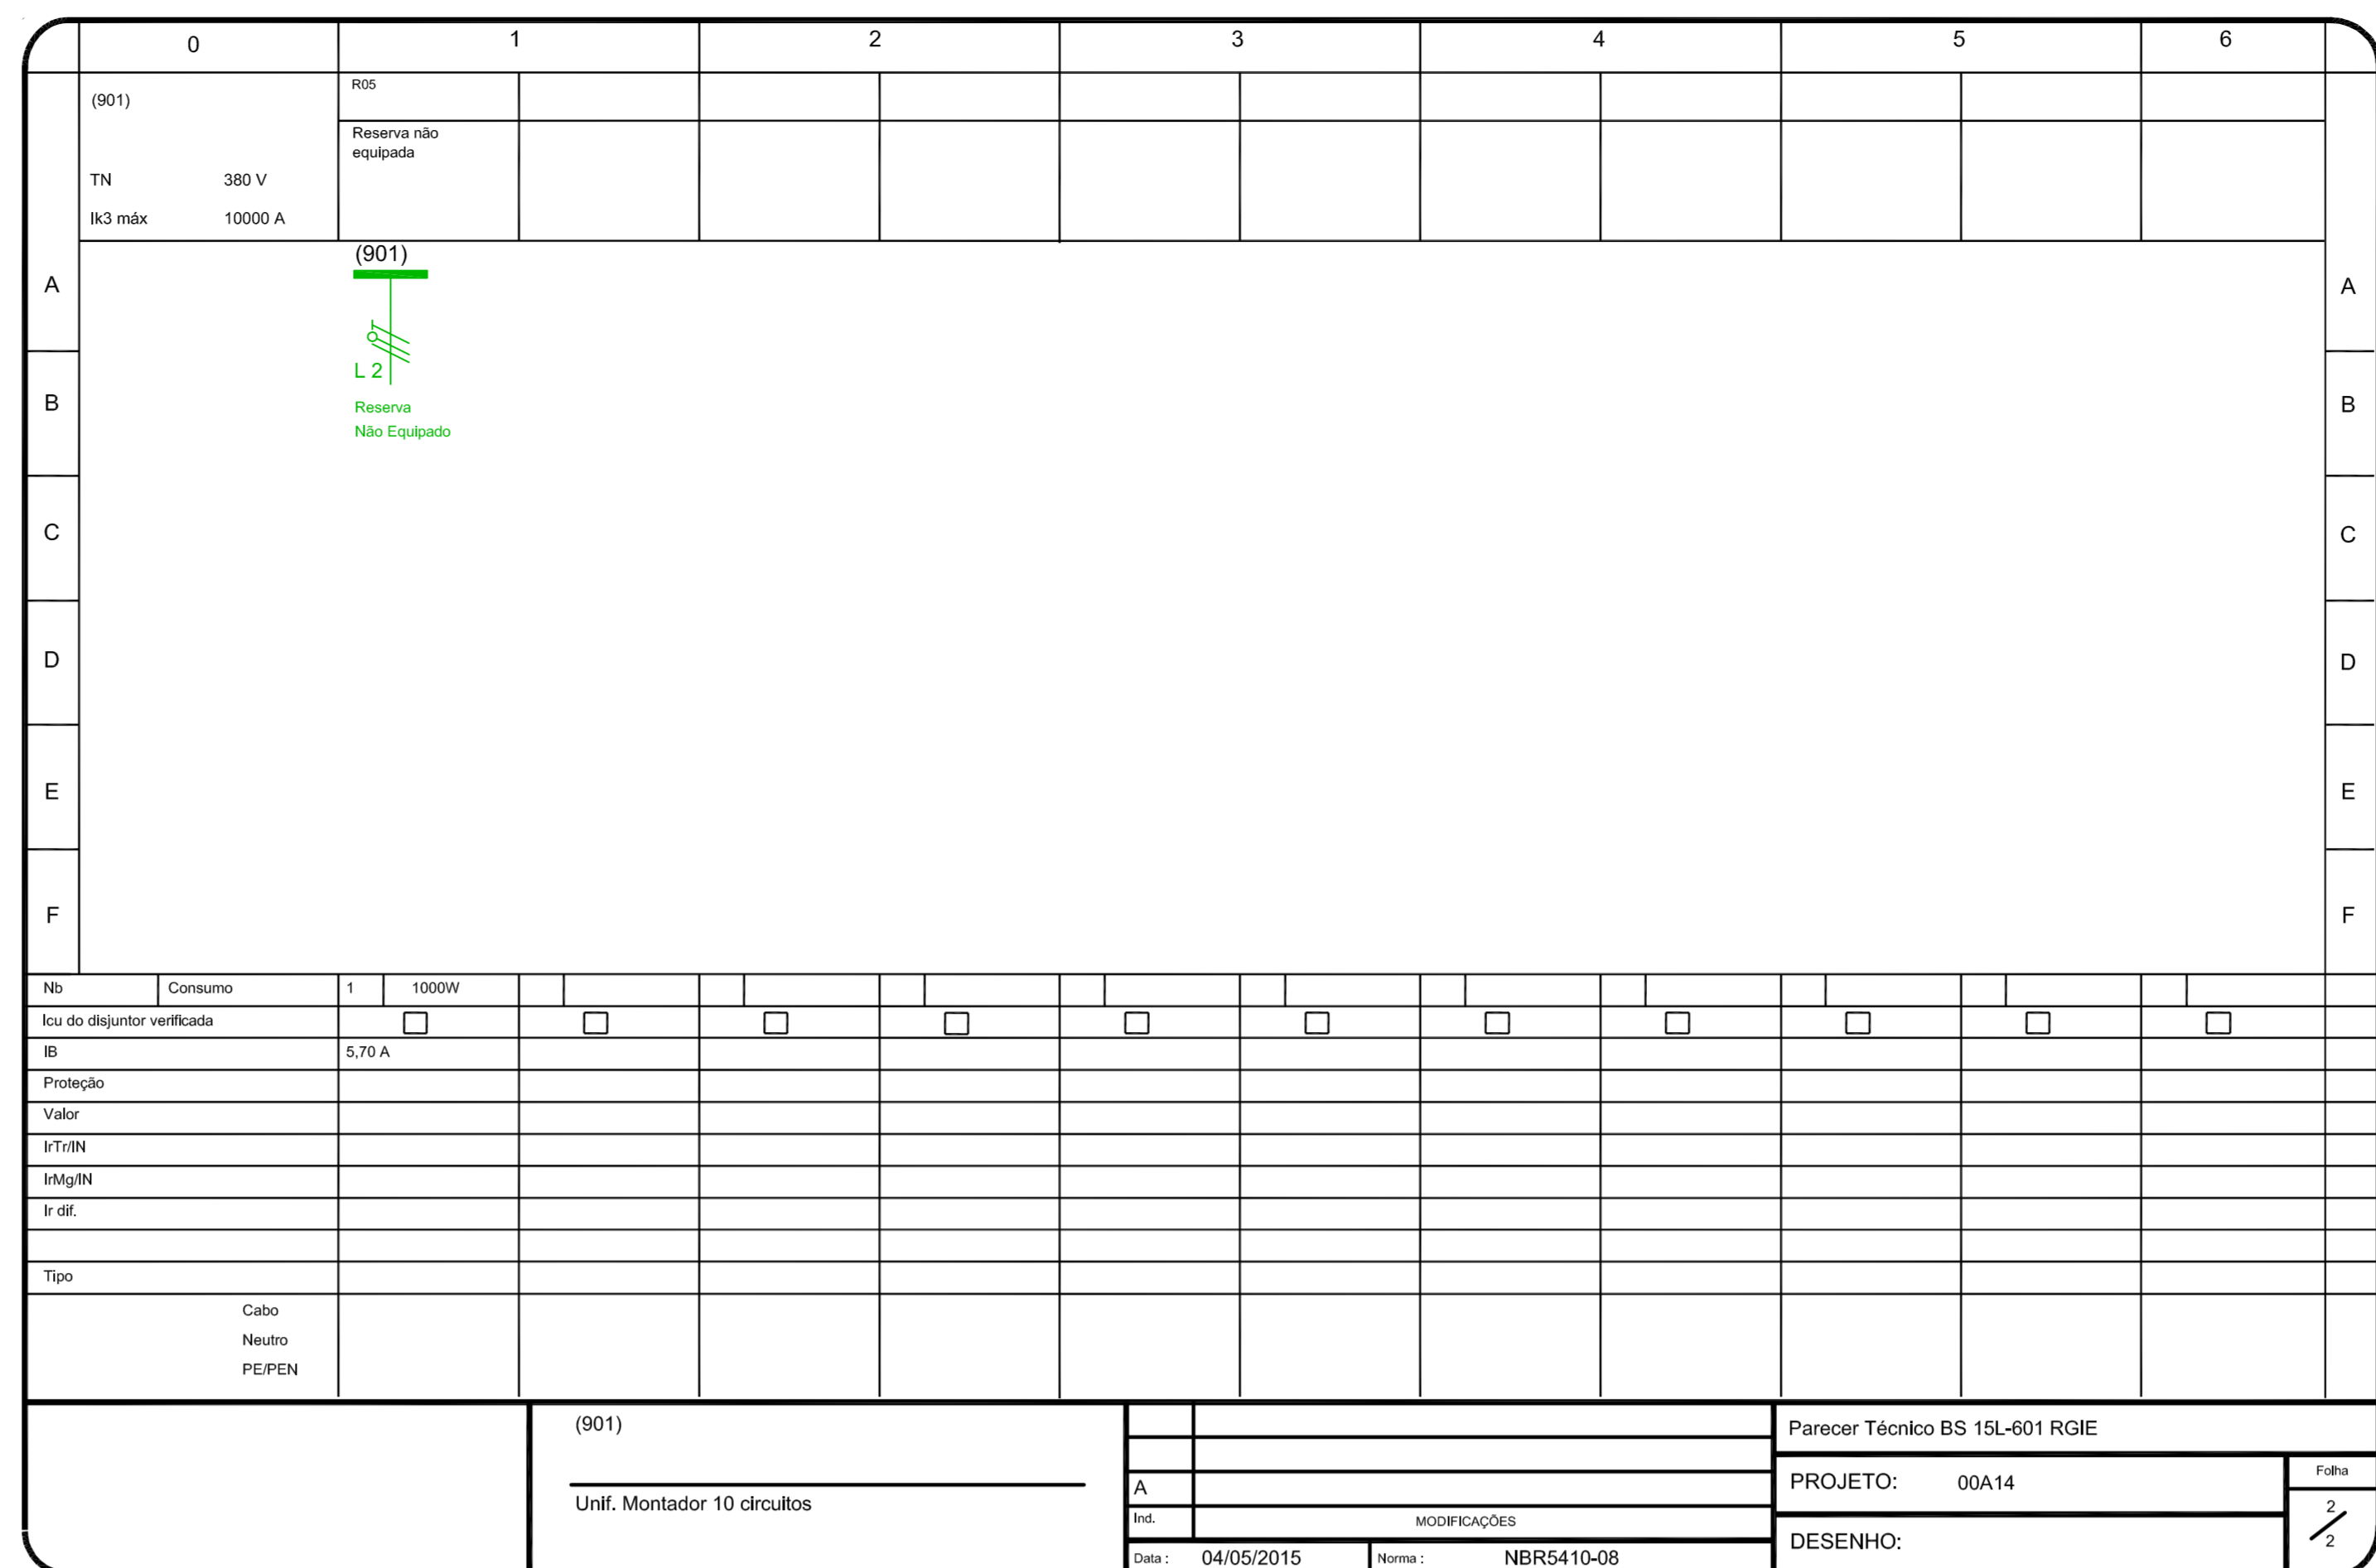 0 1 2 3 4 5 6
(901)
R05
Reserva não
equipada
TN 380 V
Ik3 máx 10000 A
(901)
A A
L 2
B B
Reserva
Não Equipado
C C
D D
E E
F F
Nb Consumo 1 1000W
Icu do disjuntor verificada
IB 5,70 A
Proteção
Valor
IrTr/IN
IrMg/IN
Ir dif.
Tipo
Cabo
Neutro
PE/PEN
(901)
Unif. Montador 10 circuitos
A
Ind. MODIFICAÇÕES
Data : 04/05/2015 Norma : NBR5410-08
Parecer Técnico BS 15L-601 RGIE
PROJETO: 00A14
DESENHO:
Folha
2
2